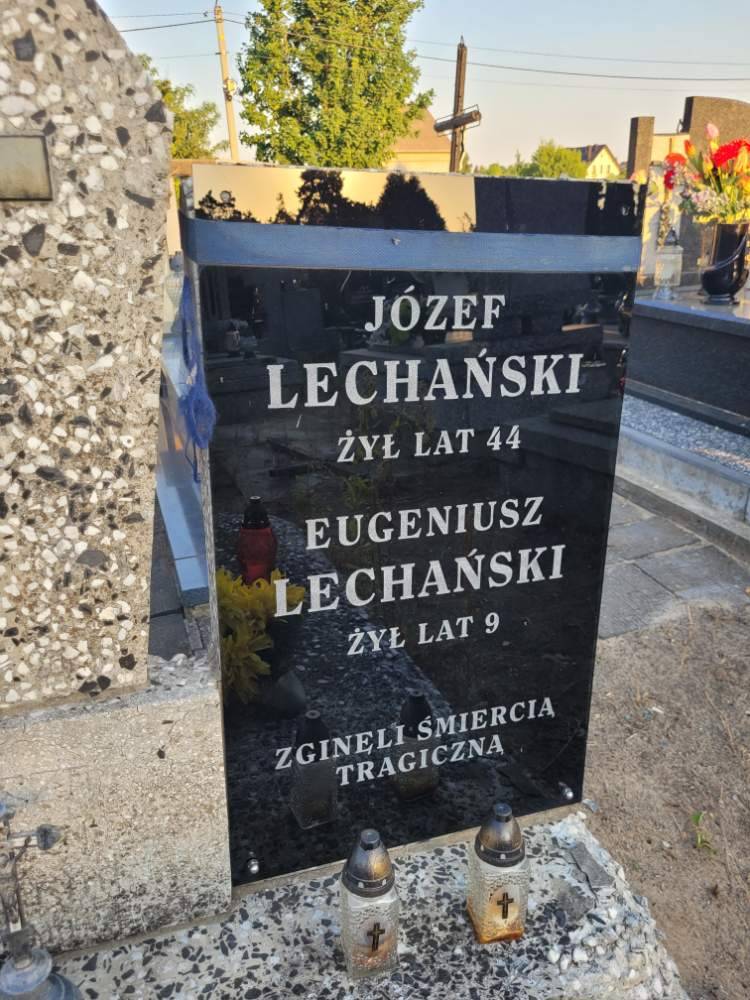 JÓZEF
LECHAŃSKI
ŻYŁ LAT 44
EUGENIUSZ
LECHAŃSKI
ŻYŁ LAT 9
ZGINĘLI ŚMIERCIĄ
TRAGICZNĄ